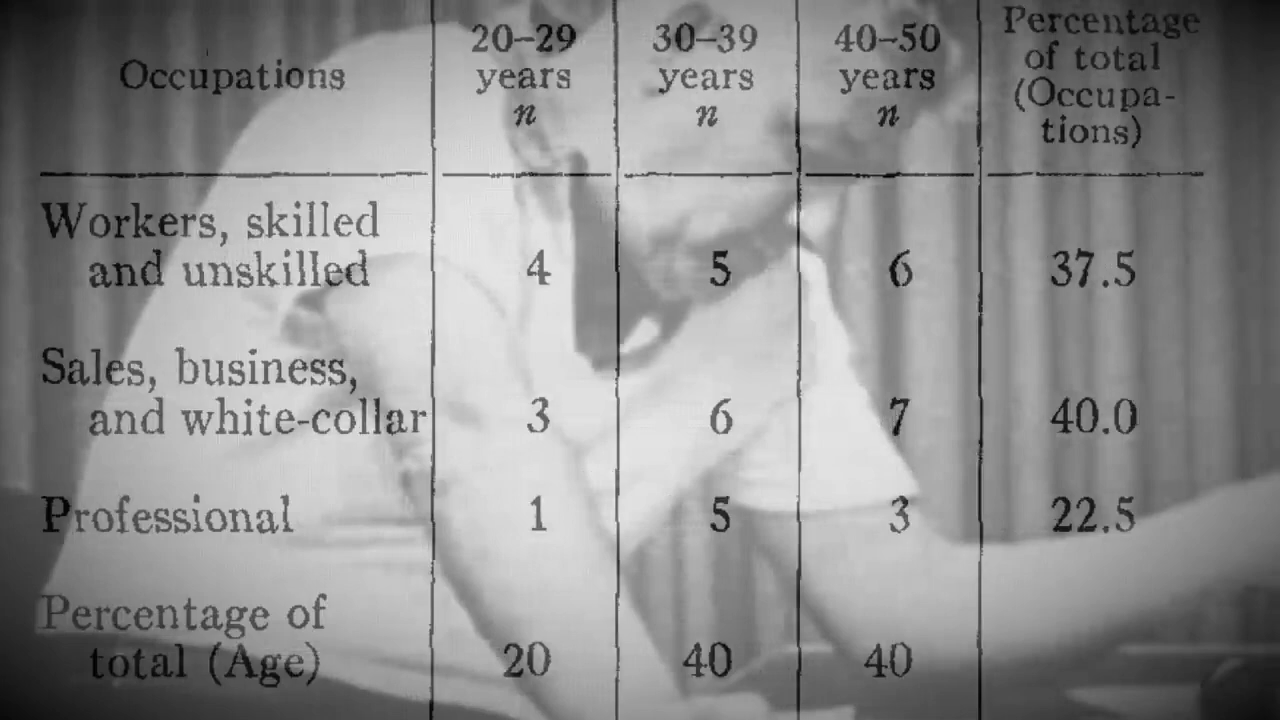 Occupations 20–29 years n 30–39 years n 40–50 years n Percentage of total (Occupa-tions)
Workers, skilled
and unskilled 4 5 6 37.5
Sales, business,
and white-collar 3 6 7 40.0
Professional 1 5 3 22.5
Percentage of
total (Age) 20 40 40